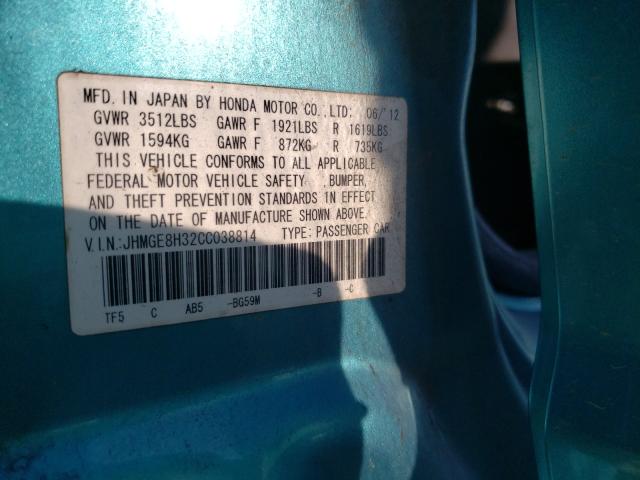 MFD. IN JAPAN BY HONDA MOTOR CO., LTD: 06/'12
GVWR 3512LBS GAWR F 1921LBS R 1619LBS
GVWR 1594KG GAWR F 872KG R 735KG
THIS VEHICLE CONFORMS TO ALL APPLICABLE
FEDERAL MOTOR VEHICLE SAFETY , BUMPER,
AND THEFT PREVENTION STANDARDS IN EFFECT
ON THE DATE OF MANUFACTURE SHOWN ABOVE.
V.I.N.:JHMGE8H32CC038814 TYPE: PASSENGER CAR
TF5 C AB5 -BG59M -B -C